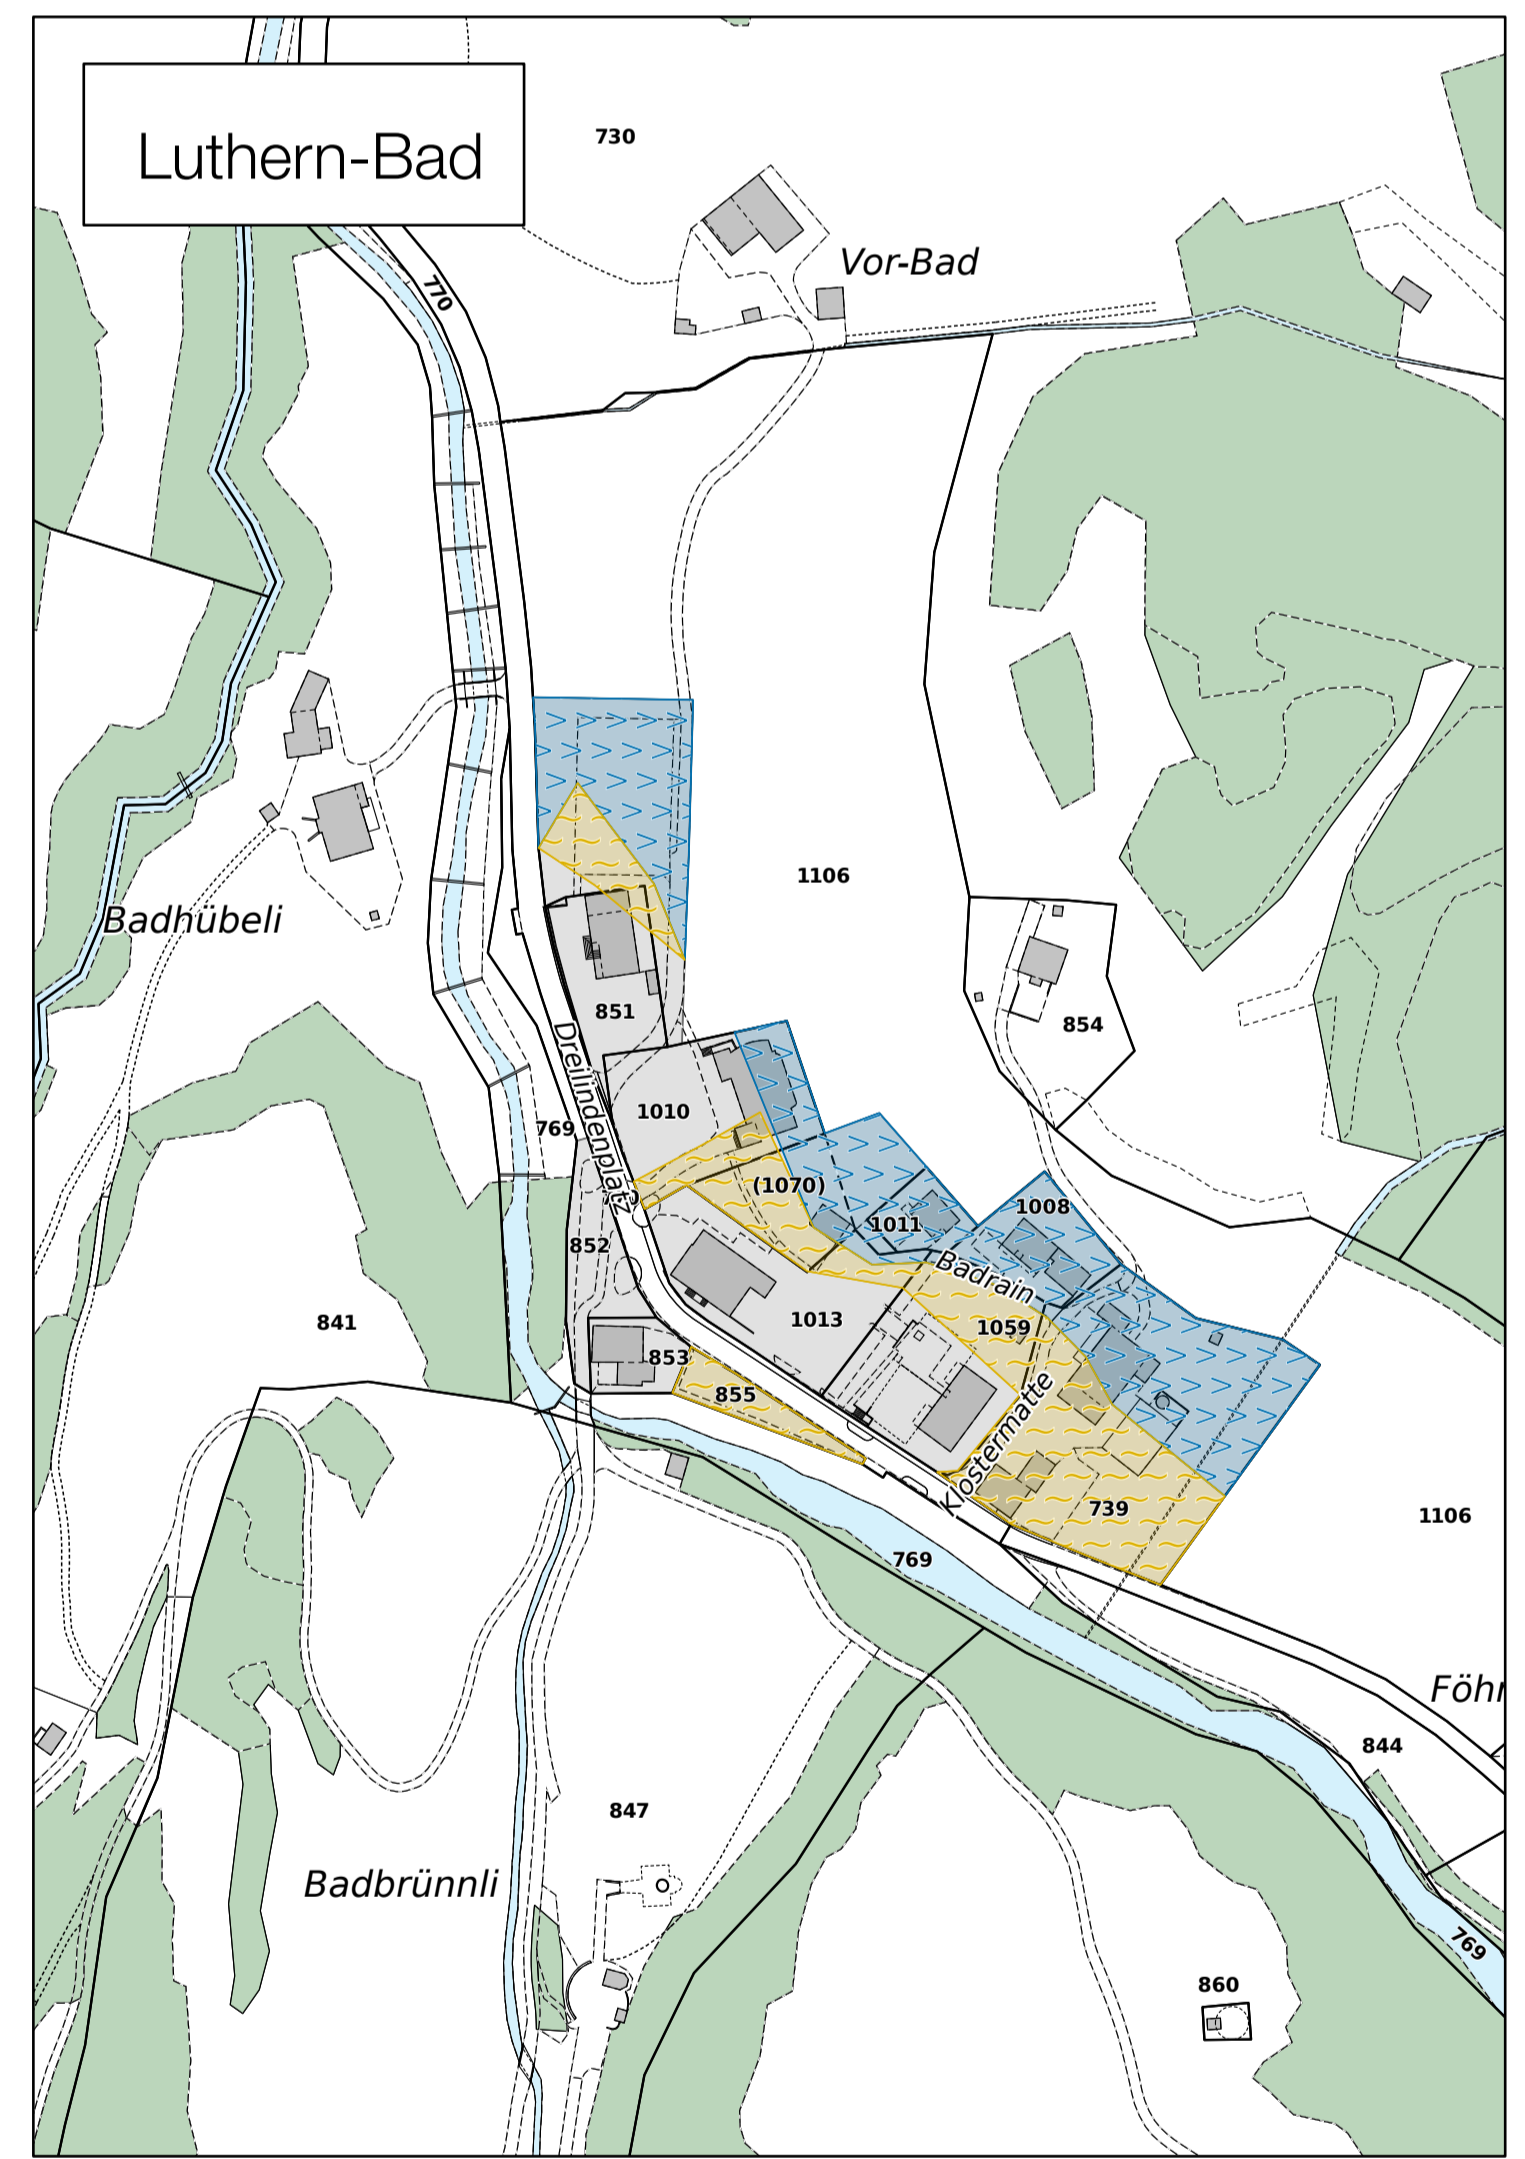 Luthern-Bad
730
Vor-Bad
770
1106
Badhübeli
851
854
Dreilindenplatz
1010
769
(1070)
1011
1008
852
Badrain
841
1013
1059
853
855
Klostermatte
739
1106
769
Föhr
844
847
Badbrünnli
769
860